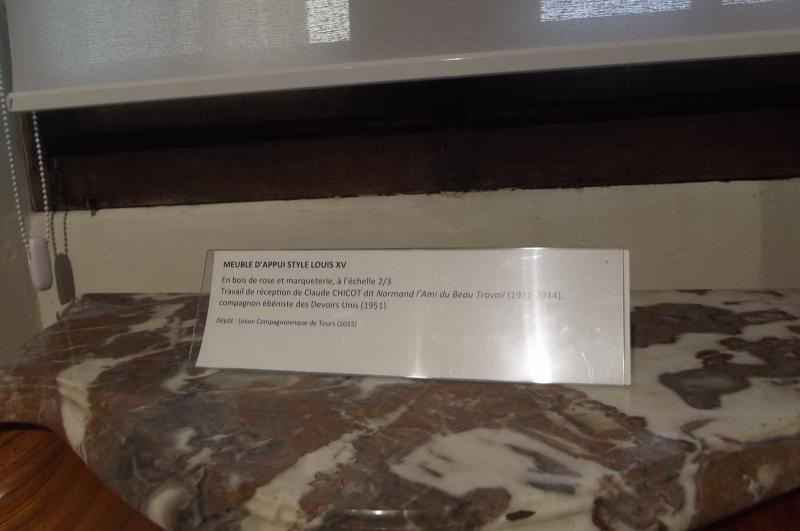 MEUBLE D'APPUI STYLE LOUIS XV
En bois de rose et marqueterie, à l'échelle 2/3
Travail de réception de Claude CHICOT dit Normand l'Ami du Beau Travail (1932-2014),
compagnon ébéniste des Devoirs Unis (1951).
Dépôt : Union Compagnonnique de Tours (2015)